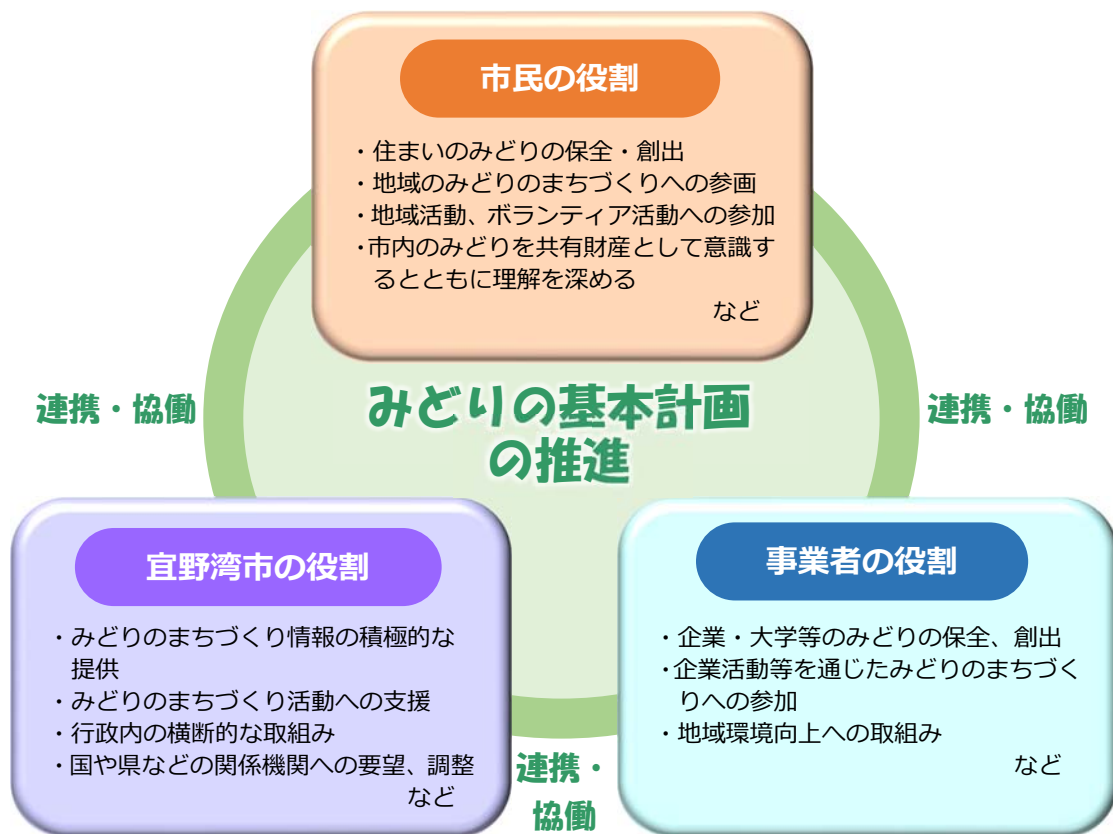 市民の役割
・住まいのみどりの保全・創出
・地域のみどりのまちづくりへの参画
・地域活動、ボランティア活動への参加
・市内のみどりを共有財産として意識す
るとともに理解を深める
など
連携・協働
みどりの基本計画
の推進
連携・協働
宜野湾市の役割
・みどりのまちづくり情報の積極的な
提供
・みどりのまちづくり活動への支援
・行政内の横断的な取組み
・国や県などの関係機関への要望、調整
など
事業者の役割
・企業・大学等のみどりの保全、創出
・企業活動等を通じたみどりのまちづく
りへの参加
・地域環境向上への取組み
など
連携・
協働